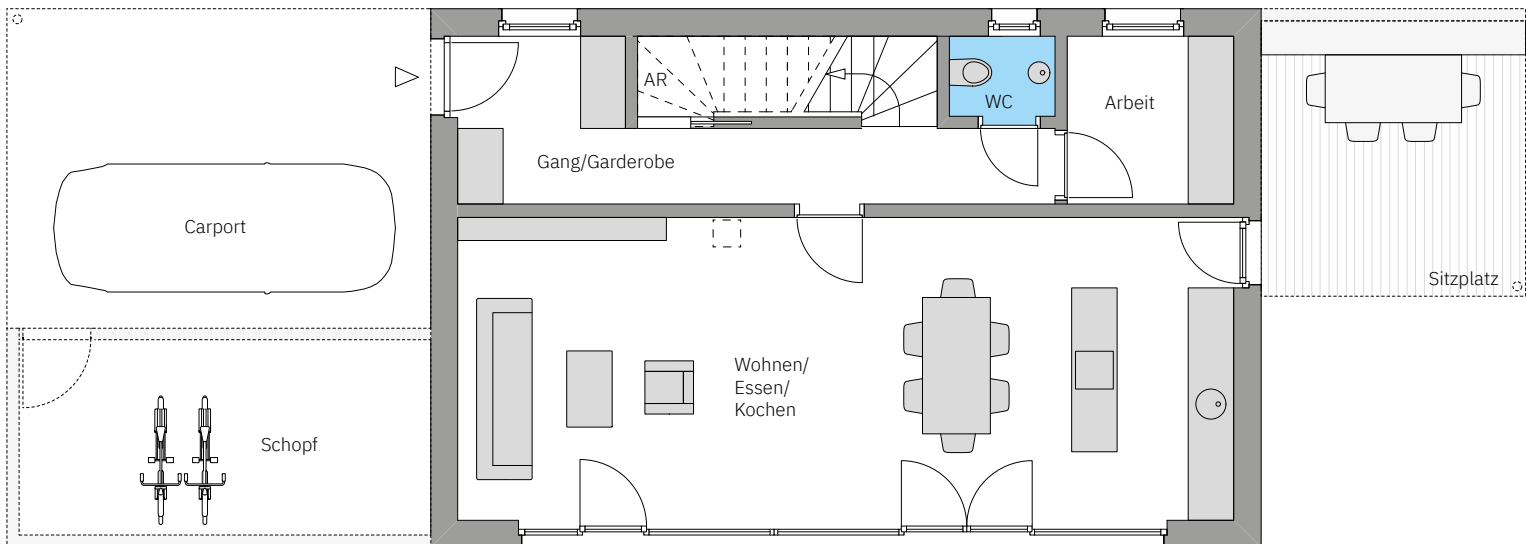 AR
WC
Arbeit
Gang/Garderobe
Carport
Sitzplatz
Wohnen/
Essen/
Kochen
Schopf